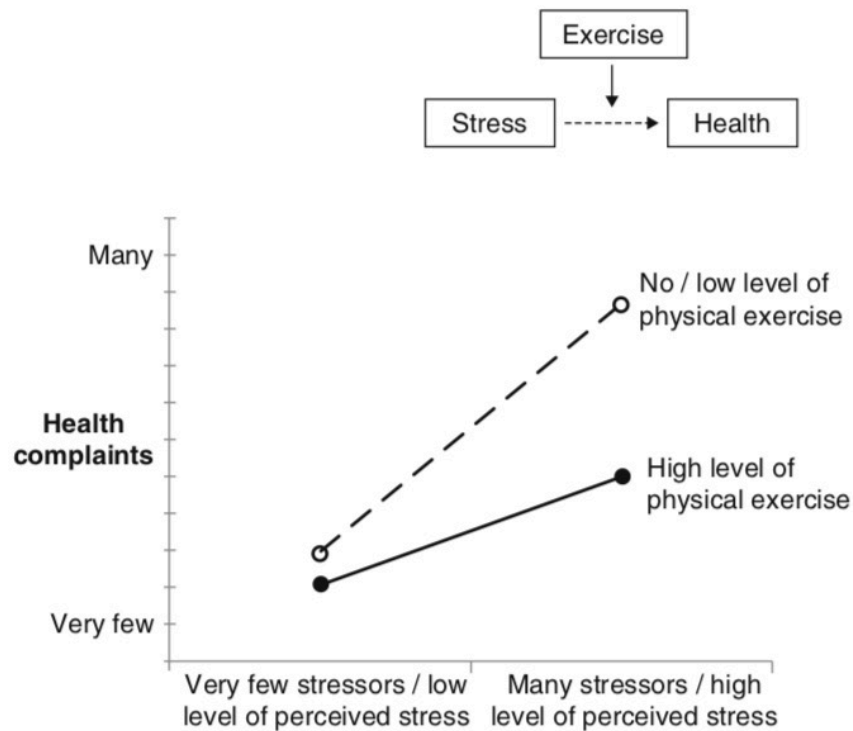 Exercise
Stress
Health
Many
No / low level of
physical exercise
Health
complaints
High level of
physical exercise
Very few
Very few stressors / low
level of perceived stress
Many stressors / high
level of perceived stress